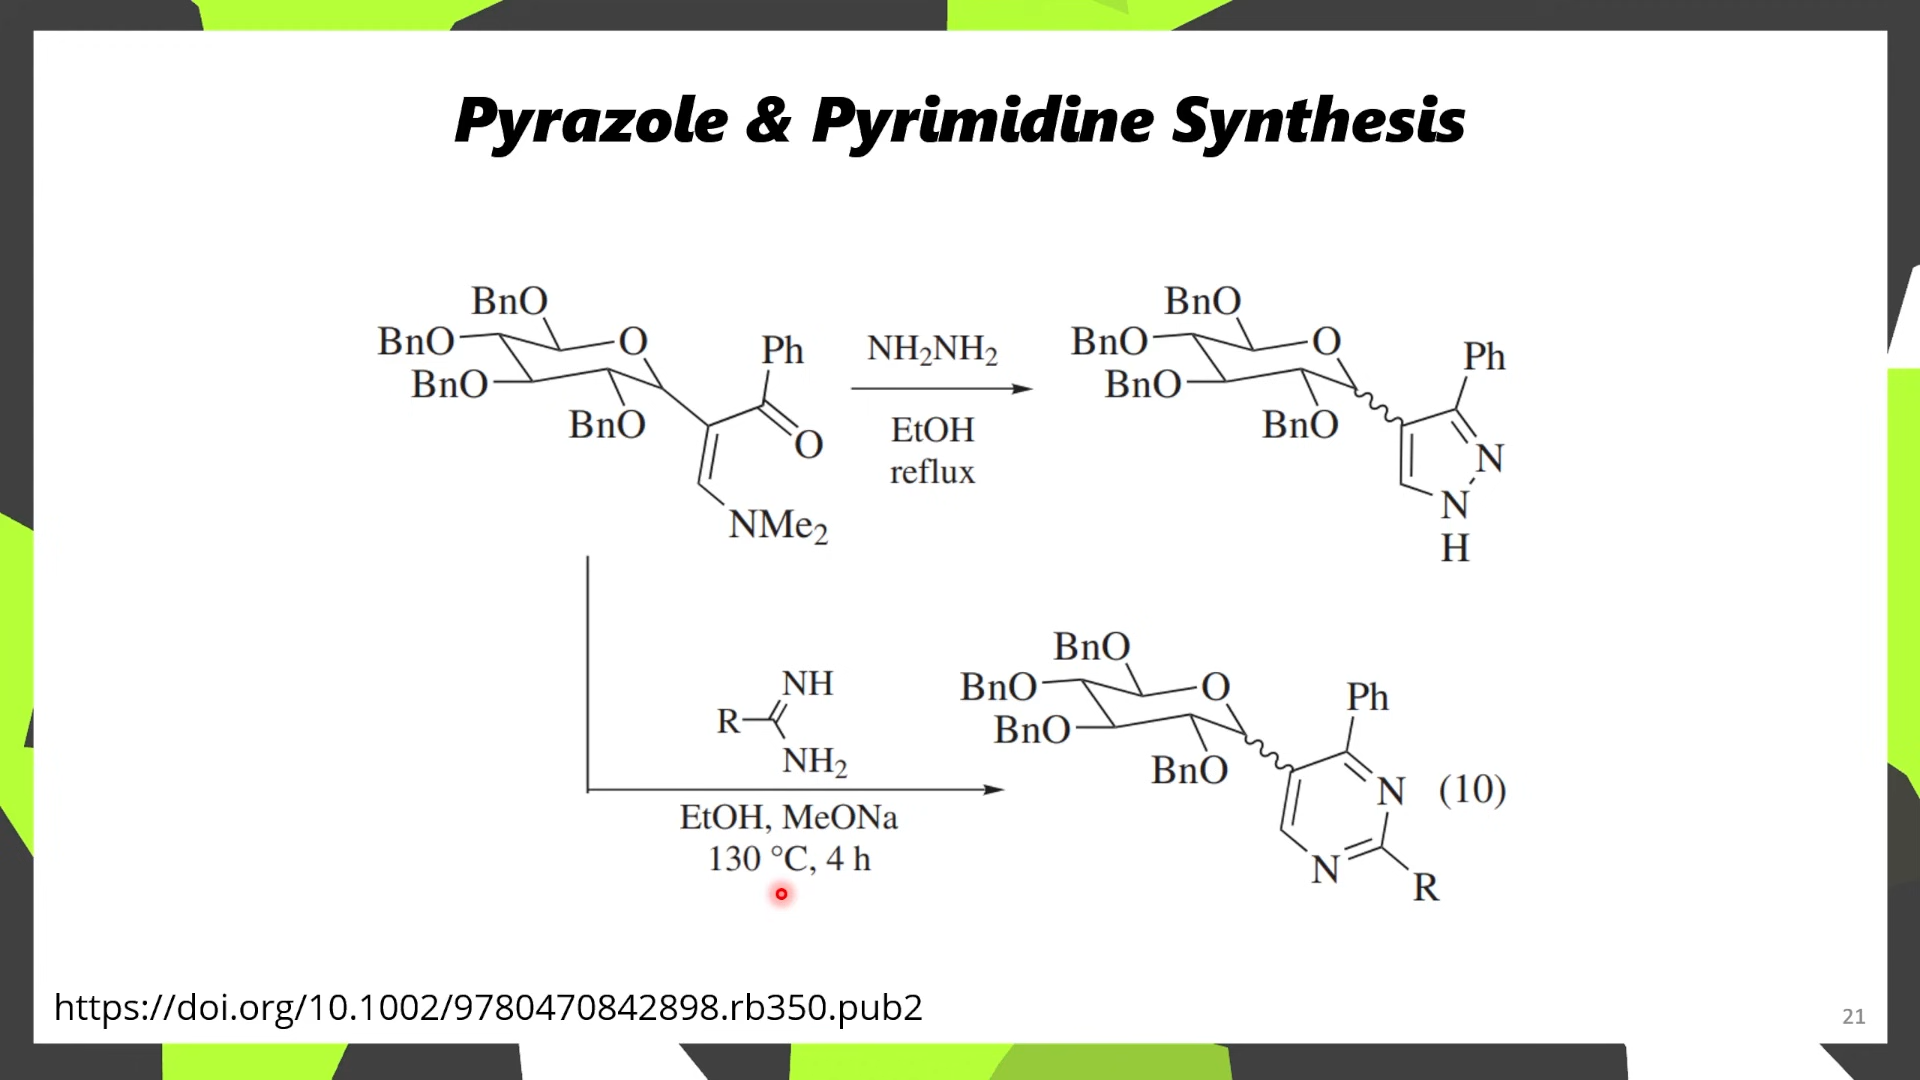 Pyrazole & Pyrimidine Synthesis
BnO
BnO
O
BnO
BnO
Ph
O
NMe2
NH2NH2
EtOH
reflux
BnO
BnO
O
BnO
BnO
Ph
N
N
H
NH
R
NH2
EtOH, MeONa
130 °C, 4 h
BnO
BnO
O
BnO
BnO
Ph
N (10)
N
R
https://doi.org/10.1002/9780470842898.rb350.pub2
21